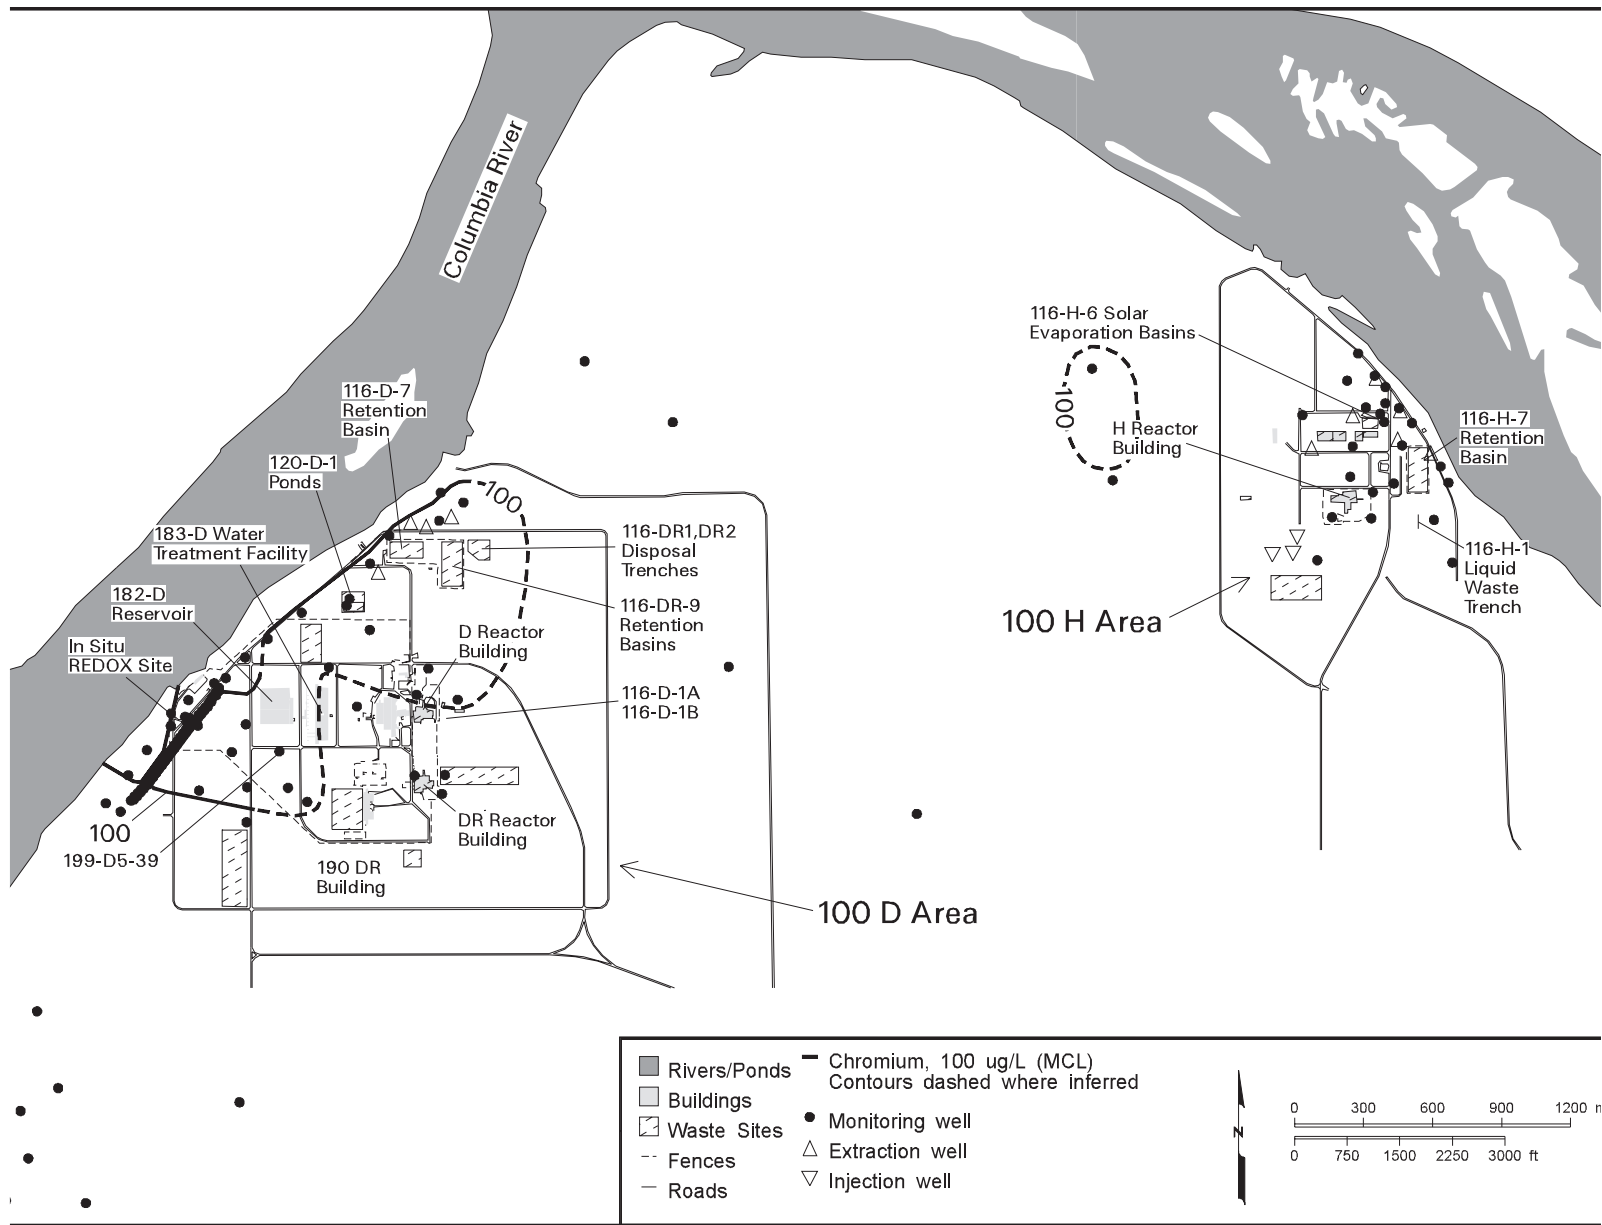 Columbia River
116-H-6 Solar
Evaporation Basins
116-D-7
Retention
Basin
100
H Reactor
Building
116-H-7
Retention
Basin
120-D-1
Ponds
100
183-D Water
Treatment Facility
116-DR1,DR2
Disposal
Trenches
116-H-1
Liquid
Waste
Trench
182-D
Reservoir
116-DR-9
Retention
Basins
100 H Area
In Situ
REDOX Site
D Reactor
Building
116-D-1A
116-D-1B
100
199-D5-39
DR Reactor
Building
190 DR
Building
100 D Area
Rivers/Ponds
Buildings
Waste Sites
Fences
Roads
Chromium, 100 ug/L (MCL)
Contours dashed where inferred
Monitoring well
Extraction well
Injection well
N
0 300 600 900 1200 m
0 750 1500 2250 3000 ft